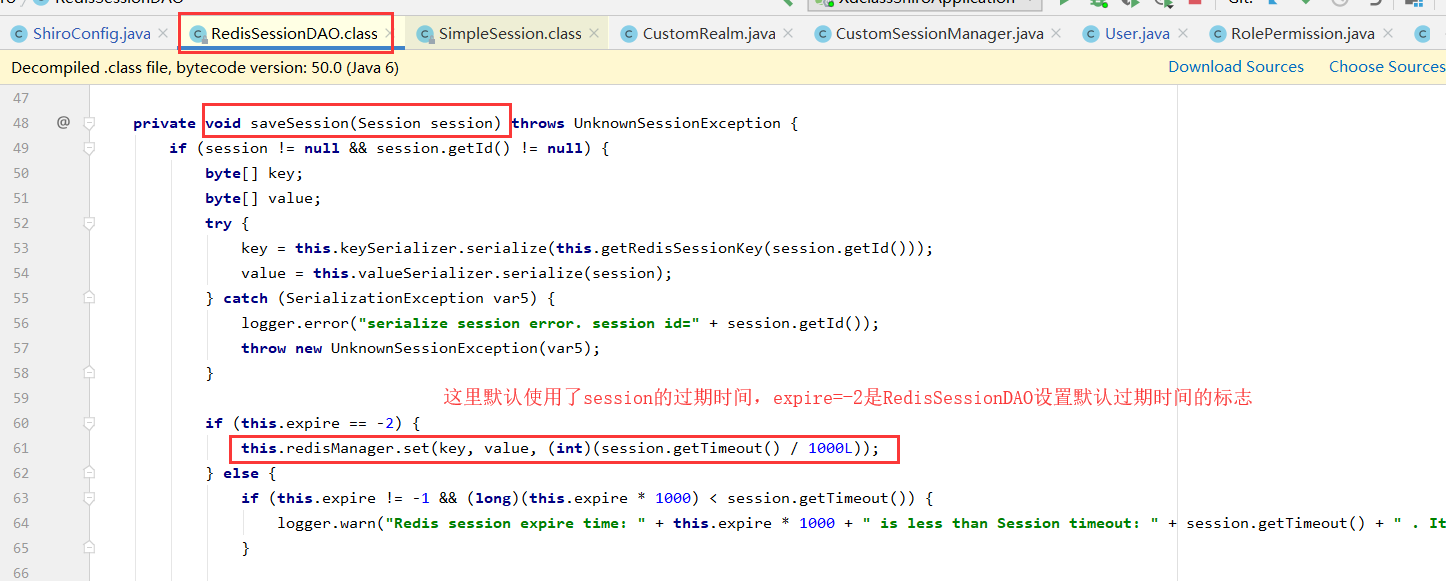 RedisSessionDAO
XdclassShiroApplication
Git:
ShiroConfig.java
RedisSessionDAO.class
SimpleSession.class
CustomRealm.java
CustomSessionManager.java
User.java
RolePermission.java
Decompiled .class file, bytecode version: 50.0 (Java 6)
Download Sources
Choose Sources
47
48 @ private void saveSession(Session session) throws UnknownSessionException {
49 if (session != null && session.getId() != null) {
50 byte[] key;
51 byte[] value;
52 try {
53 key = this.keySerializer.serialize(this.getRedisSessionKey(session.getId()));
54 value = this.valueSerializer.serialize(session);
55 } catch (SerializationException var5) {
56 logger.error("serialize session error. session id=" + session.getId());
57 throw new UnknownSessionException(var5);
58 }
59 这里默认使用了session的过期时间，expire=-2是RedisSessionDAO设置默认过期时间的标志
60 if (this.expire == -2) {
61 this.redisManager.set(key, value, (int)(session.getTimeout() / 1000L));
62 } else {
63 if (this.expire != -1 && (long)(this.expire * 1000) < session.getTimeout()) {
64 logger.warn("Redis session expire time: " + this.expire * 1000 + " is less than Session timeout: " + session.getTimeout() + " . It
65 }
66